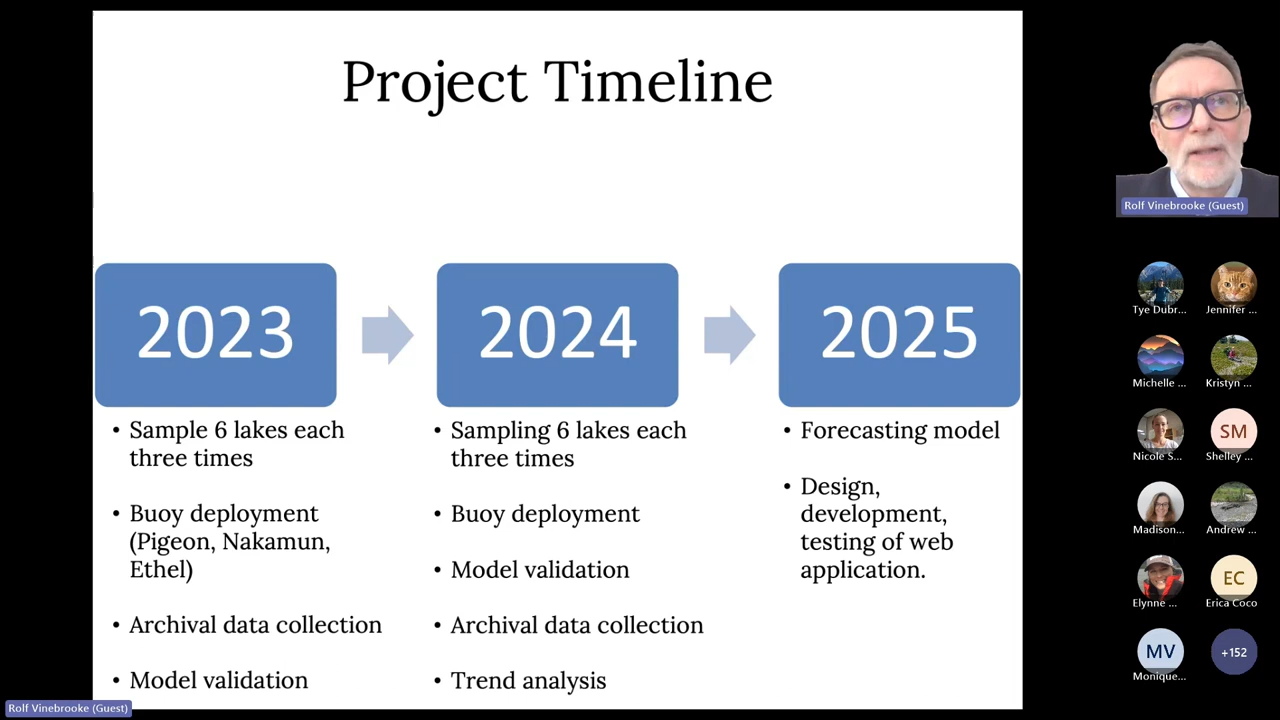 Project Timeline
2023
2024
2025
• Sample 6 lakes each
three times
• Buoy deployment
(Pigeon, Nakamun,
Ethel)
• Archival data collection
• Model validation
• Sampling 6 lakes each
three times
• Buoy deployment
• Model validation
• Archival data collection
• Trend analysis
• Forecasting model
• Design,
development,
testing of web
application.
Rolf Vinebrooke (Guest)
Rolf Vinebrooke (Guest)
Tye Dubr...
Jennifer ...
Michelle ...
Kristyn ...
Nicole S...
SM
Shelley ...
Madison...
Andrew ...
Elynne ...
EC
Erica Coco
MV
Monique...
+152